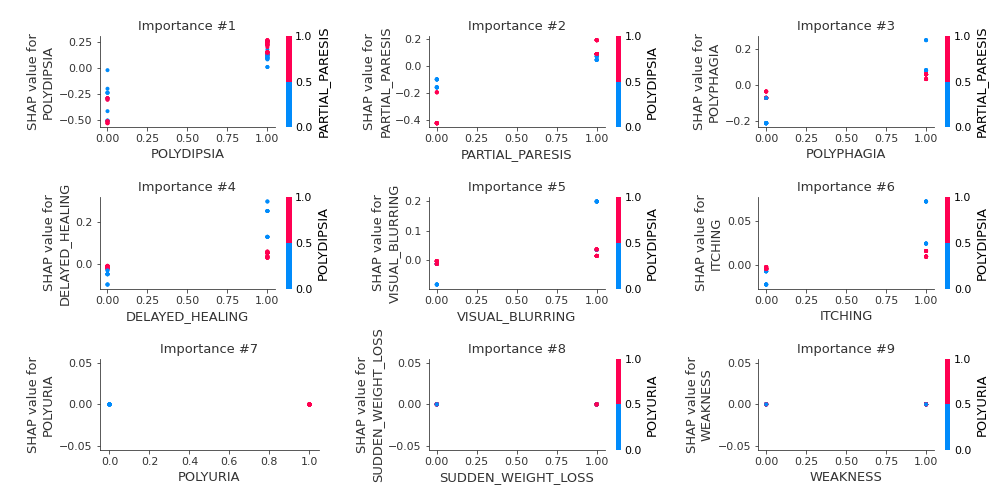 Importance #1
SHAP value for
POLYDIPSIA
0.25
0.00
−0.25
−0.50
0.00 0.25 0.50 0.75 1.00
POLYDIPSIA
1.0
0.5
0.0
PARTIAL_PARESIS
Importance #2
SHAP value for
PARTIAL_PARESIS
0.2
0.0
−0.2
−0.4
0.00 0.25 0.50 0.75 1.00
PARTIAL_PARESIS
1.0
0.5
0.0
POLYDIPSIA
Importance #3
SHAP value for
POLYPHAGIA
0.2
0.0
−0.2
0.00 0.25 0.50 0.75 1.00
POLYPHAGIA
1.0
0.5
0.0
PARTIAL_PARESIS
Importance #4
SHAP value for
DELAYED_HEALING
0.2
0.0
0.00 0.25 0.50 0.75 1.00
DELAYED_HEALING
1.0
0.5
0.0
POLYDIPSIA
Importance #5
SHAP value for
VISUAL_BLURRING
0.2
0.1
0.0
0.00 0.25 0.50 0.75 1.00
VISUAL_BLURRING
1.0
0.5
0.0
POLYDIPSIA
Importance #6
SHAP value for
ITCHING
0.05
0.00
0.00 0.25 0.50 0.75 1.00
ITCHING
1.0
0.5
0.0
POLYDIPSIA
Importance #7
SHAP value for
POLYURIA
0.05
0.00
−0.05
0.0 0.2 0.4 0.6 0.8 1.0
POLYURIA
Importance #8
SHAP value for
SUDDEN_WEIGHT_LOSS
0.05
0.00
−0.05
0.00 0.25 0.50 0.75 1.00
SUDDEN_WEIGHT_LOSS
1.0
0.5
0.0
POLYURIA
Importance #9
SHAP value for
WEAKNESS
0.05
0.00
−0.05
0.00 0.25 0.50 0.75 1.00
WEAKNESS
1.0
0.5
0.0
POLYURIA